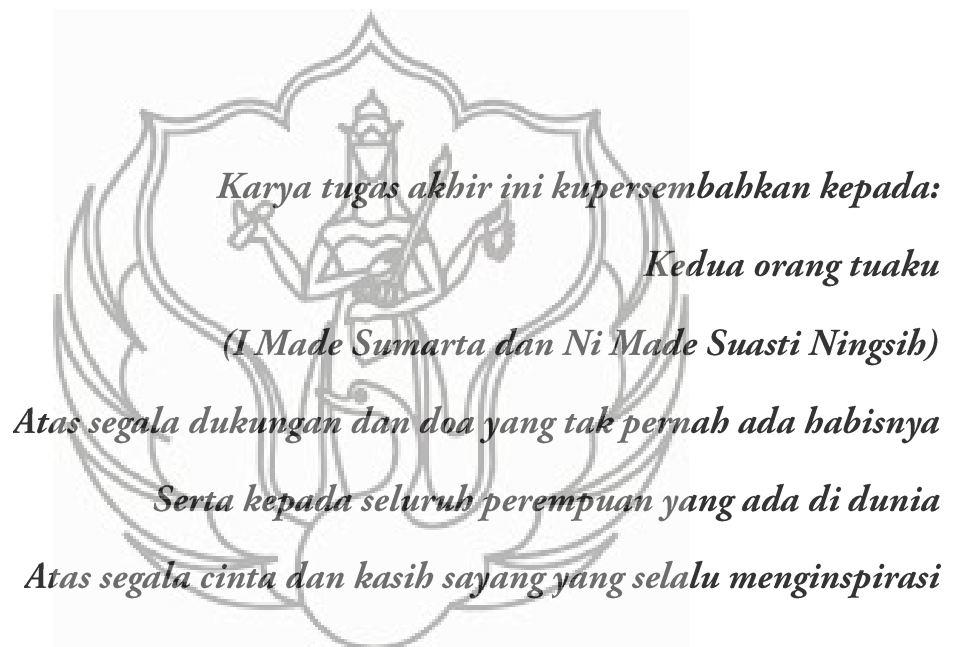 Karya tugas akhir ini kupersembahkan kepada:
Kedua orang tuaku
(I Made Sumarta dan Ni Made Suasti Ningsih)
Atas segala dukungan dan doa yang tak pernah ada habisnya
Serta kepada seluruh perempuan yang ada di dunia
Atas segala cinta dan kasih sayang yang selalu menginspirasi